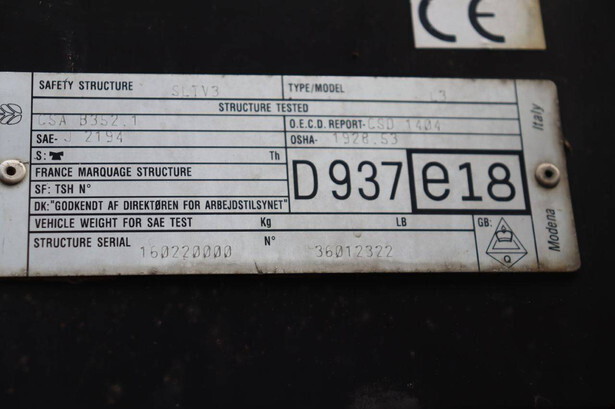 CE
SAFETY STRUCTURE SLTV3 TYPE/MODEL L3
STRUCTURE TESTED
CSA B352.1 O.E.C.D. REPORT-CSD 1404
SAE-J 2194 OSHA- 1928.53
S: Th
FRANCE MARQUAGE STRUCTURE
SF: TSH N°
DK:"GODKENDT AF DIREKTØREN FOR ARBEJDSTILSYNET"
D 937 e18
VEHICLE WEIGHT FOR SAE TEST Kg LB GB:
STRUCTURE SERIAL 160220000 N° 36012322
Q
Modena Italy